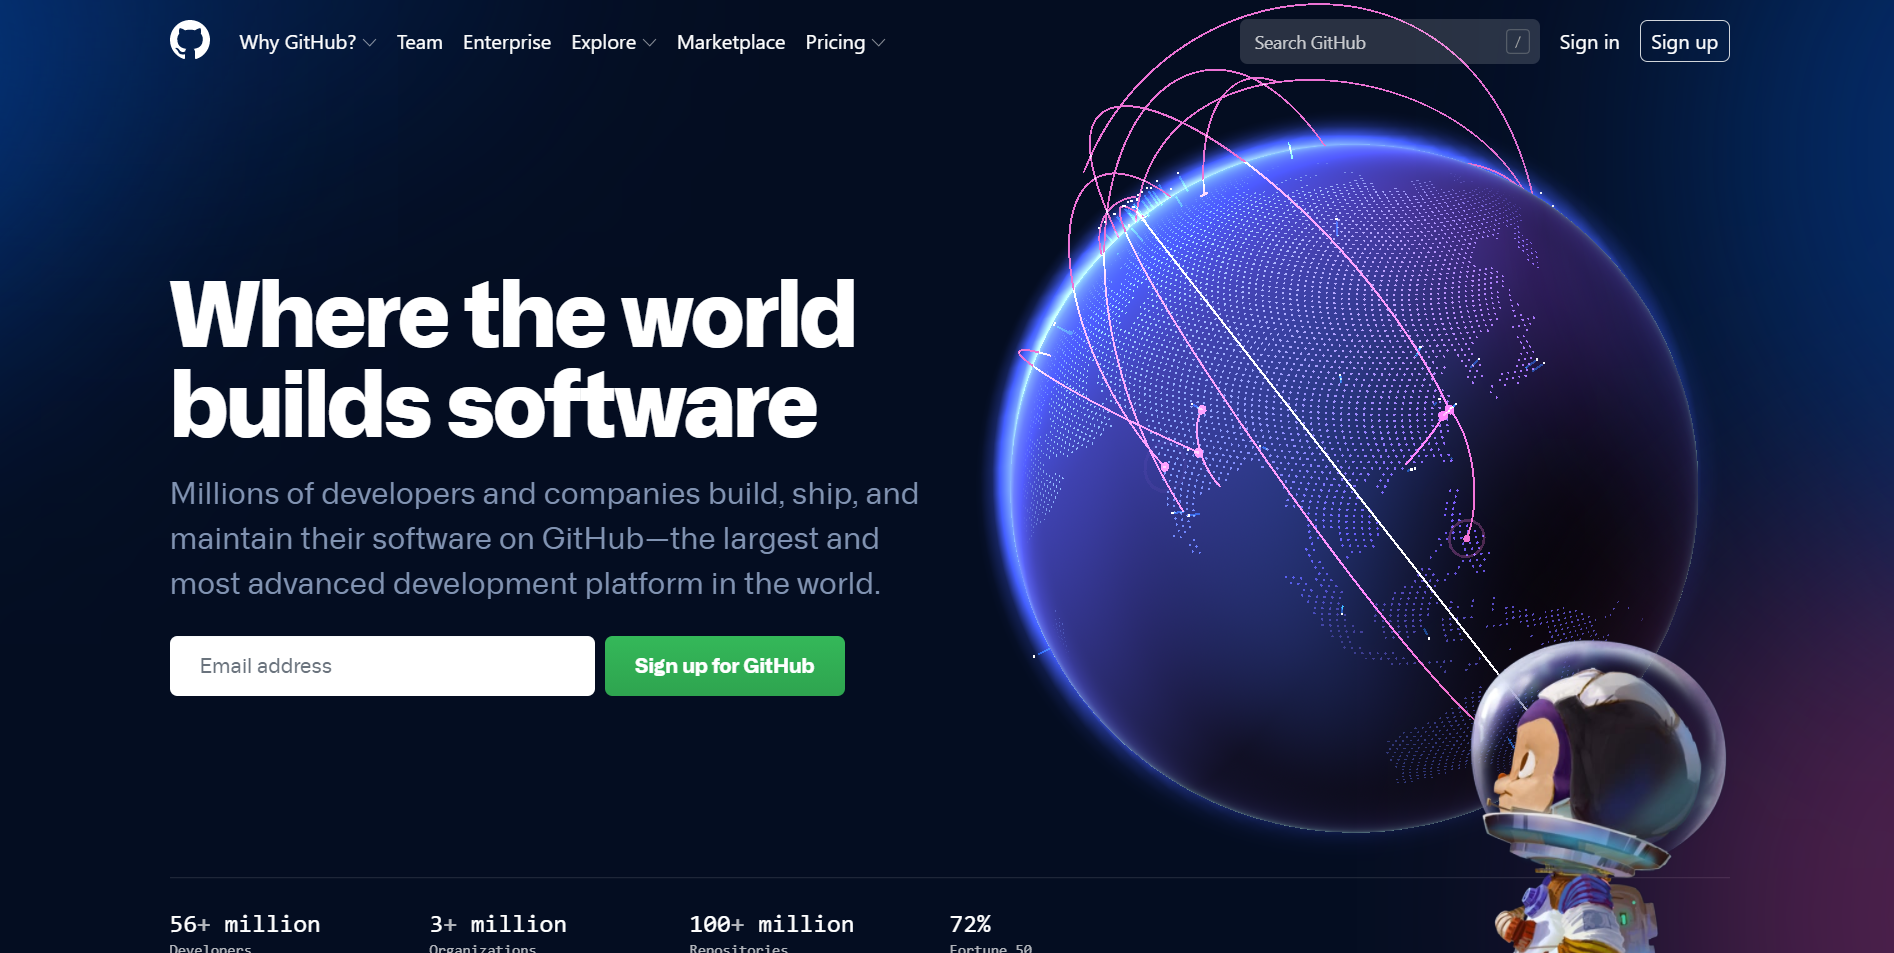 Why GitHub?
Team
Enterprise
Explore
Marketplace
Pricing
Search GitHub
/
Sign in
Sign up
Where the world
builds software
Millions of developers and companies build, ship, and
maintain their software on GitHub—the largest and
most advanced development platform in the world.
Email address
Sign up for GitHub
56+ million
3+ million
100+ million
72%
Developers
Organizations
Repositories
Fortune 50